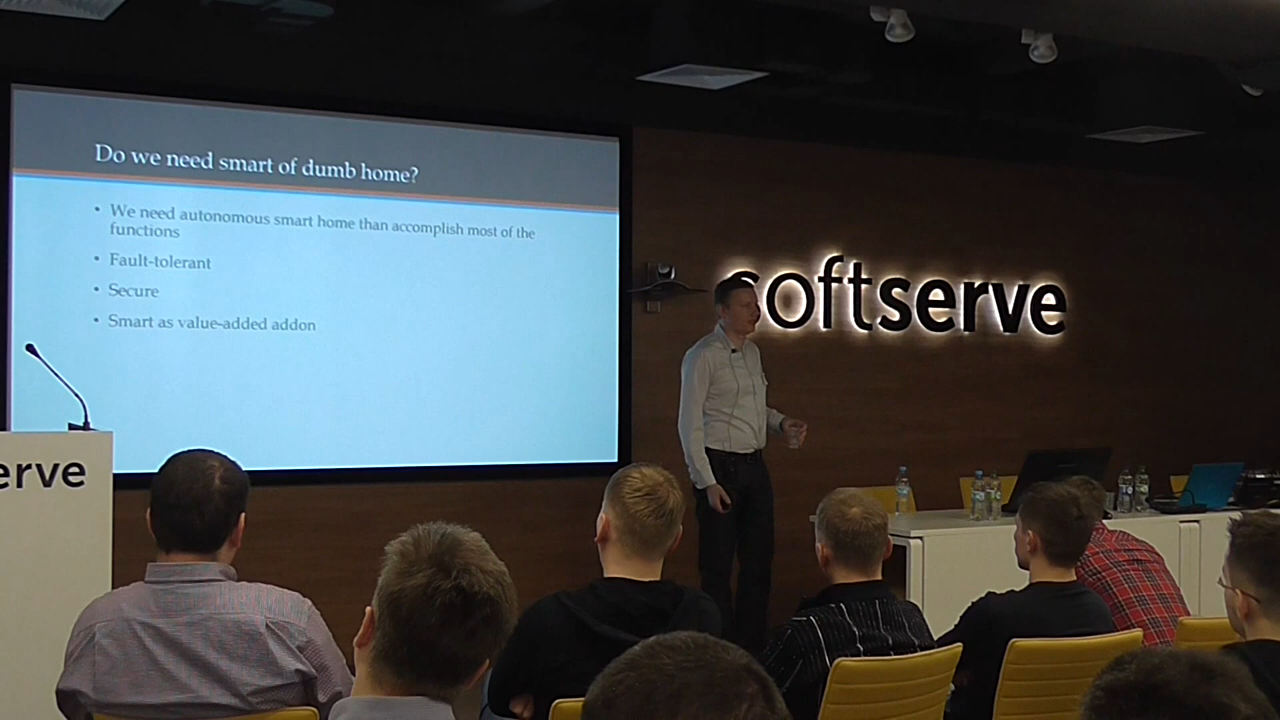 Do we need smart of dumb home?
• We need autonomous smart home than accomplish most of the
functions
• Fault-tolerant
• Secure
• Smart as value-added addon
softserve
erve